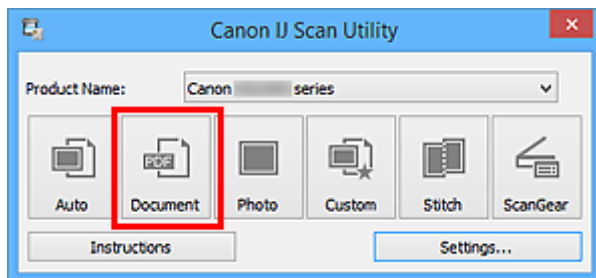 Canon IJ Scan Utility
Product Name: Canon series
PDF
Auto Document Photo Custom Stitch ScanGear
Instructions Settings...